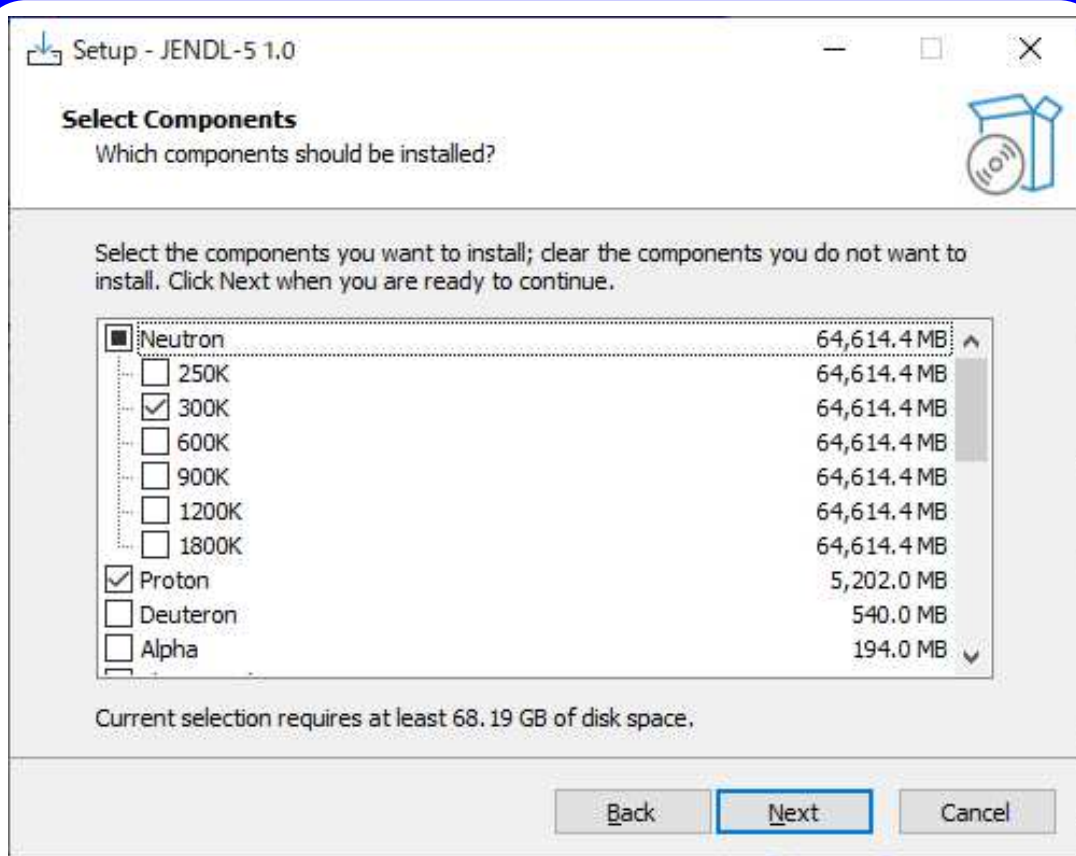 Setup - JENDL-5 1.0
Select Components
Which components should be installed?
Select the components you want to install; clear the components you do not want to
install. Click Next when you are ready to continue.
Neutron 64,614.4 MB
250K 64,614.4 MB
300K 64,614.4 MB
600K 64,614.4 MB
900K 64,614.4 MB
1200K 64,614.4 MB
1800K 64,614.4 MB
Proton 5,202.0 MB
Deuteron 540.0 MB
Alpha 194.0 MB
Current selection requires at least 68.19 GB of disk space.
Back Next Cancel